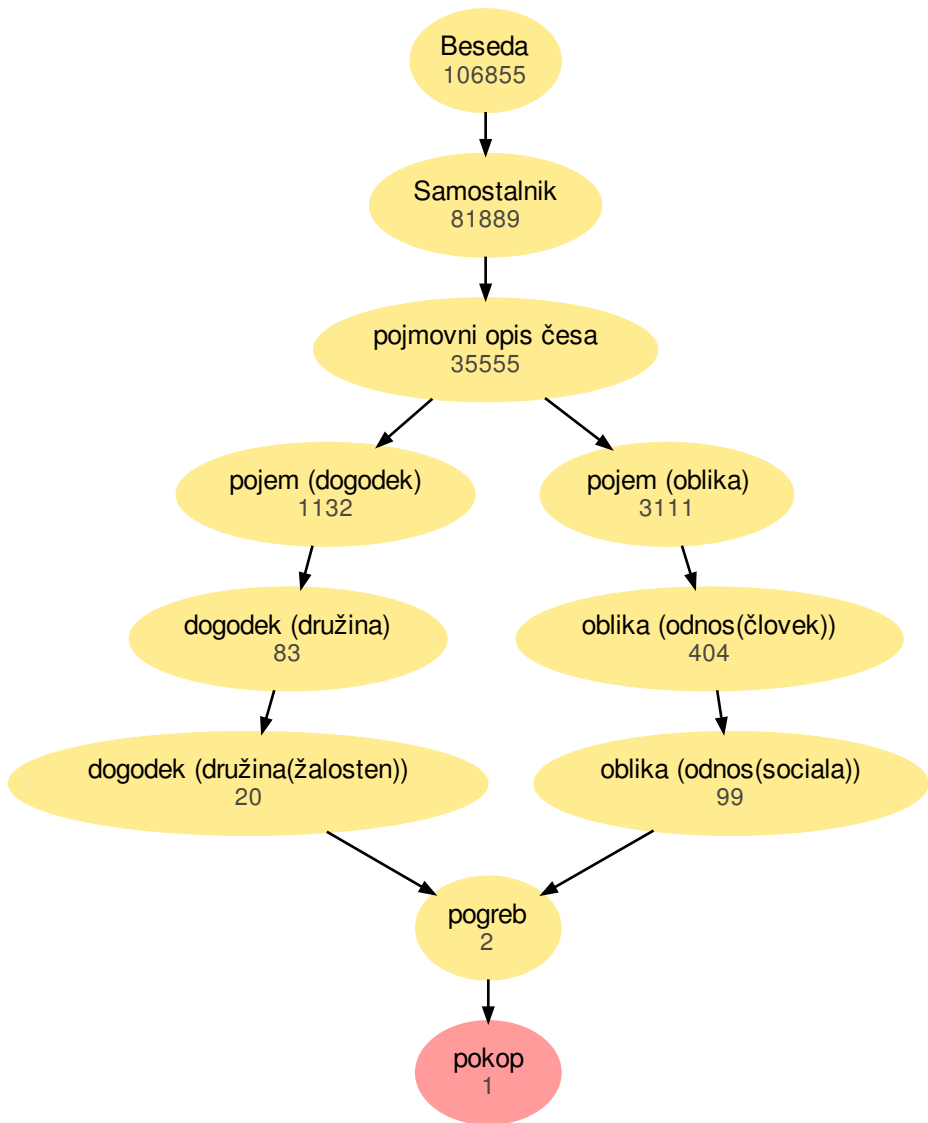 Beseda
106855
Samostalnik
81889
pojmovni opis česa
35555
pojem (dogodek)
1132
pojem (oblika)
3111
dogodek (družina)
83
oblika (odnos(človek))
404
dogodek (družina(žalosten))
20
oblika (odnos(sociala))
99
pogreb
2
pokop
1